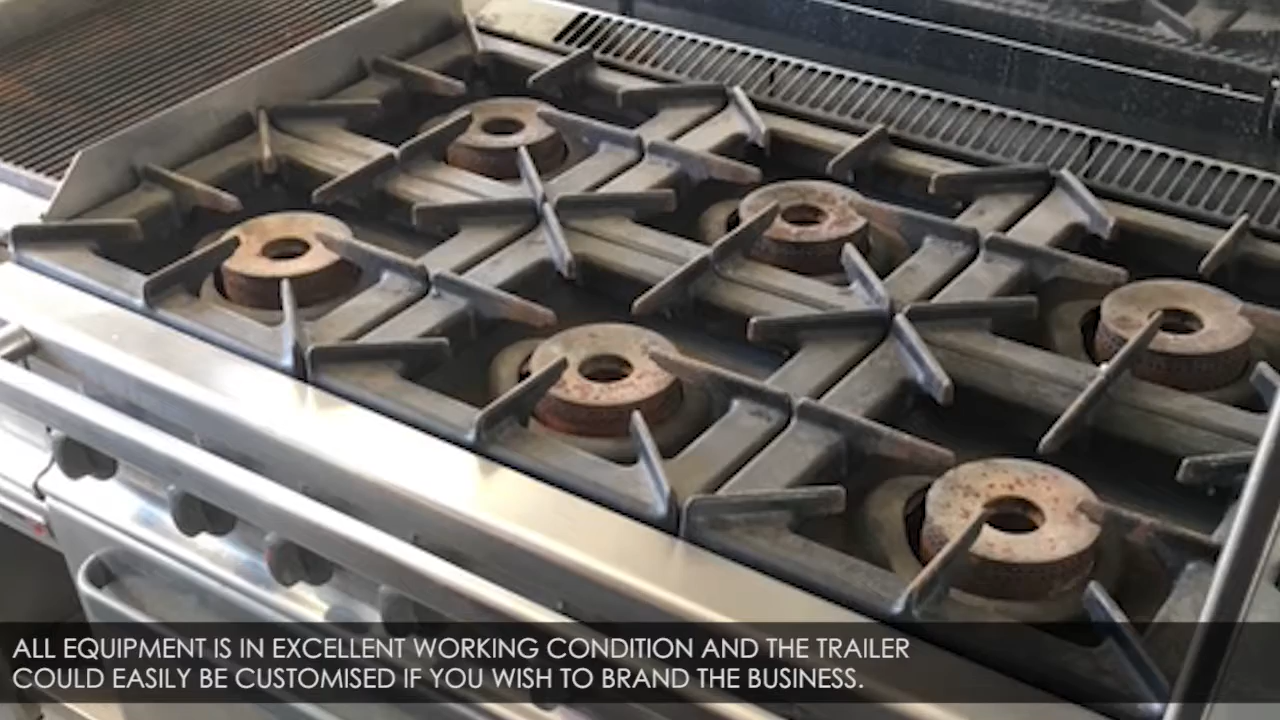 ALL EQUIPMENT IS IN EXCELLENT WORKING CONDITION AND THE TRAILER
COULD EASILY BE CUSTOMISED IF YOU WISH TO BRAND THE BUSINESS.